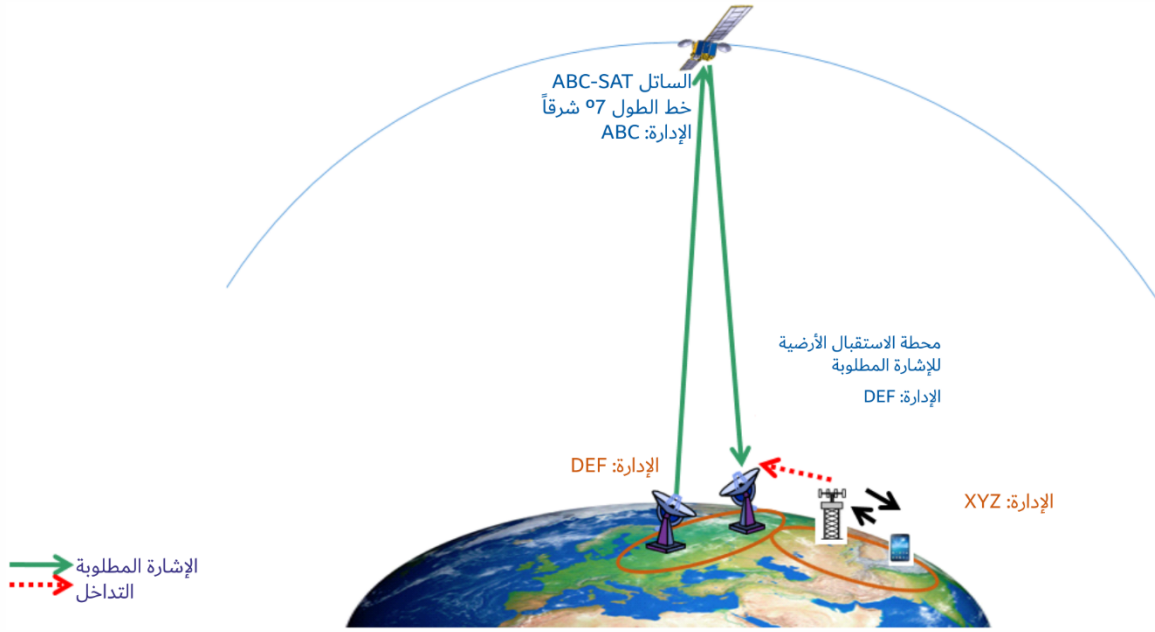 الساتل ABC-SAT
خط الطول 7º شرقاً
الإدارة: ABC
محطة الاستقبال الأرضية
للإشارة المطلوبة
الإدارة: DEF
الإدارة: DEF
الإدارة: XYZ
الإشارة المطلوبة
التداخل